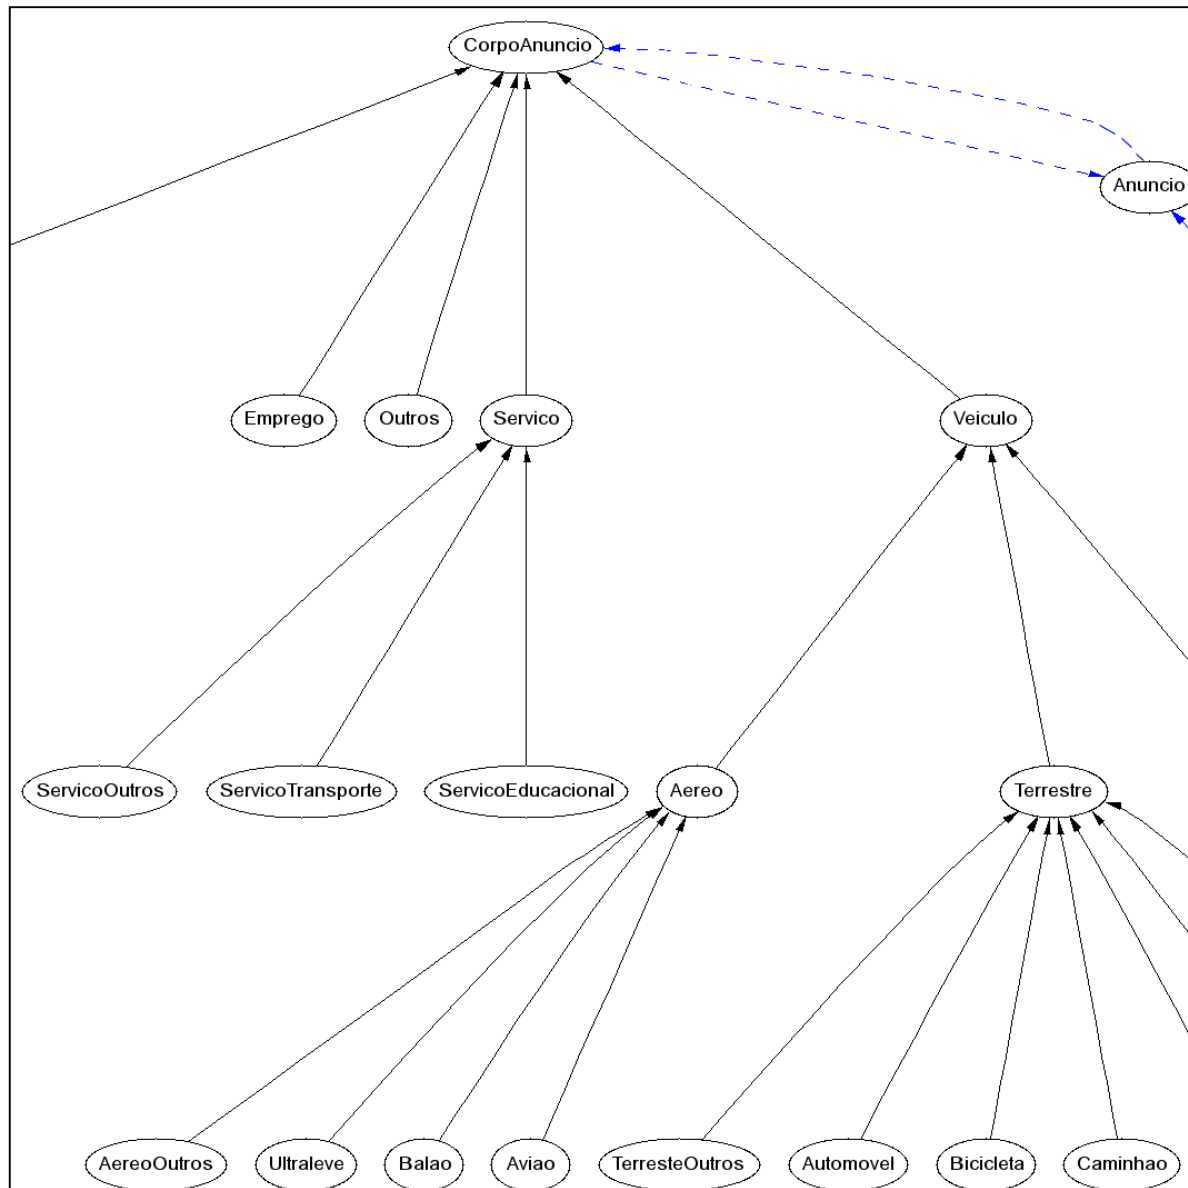 CorpoAnuncio
Anuncio
Emprego
Outros
Servico
Veiculo
ServicoOutros
ServicoTransporte
ServicoEducacional
Aereo
Terrestre
AereoOutros
Ultraleve
Balao
Aviao
TerresteOutros
Automovel
Bicicleta
Caminhao